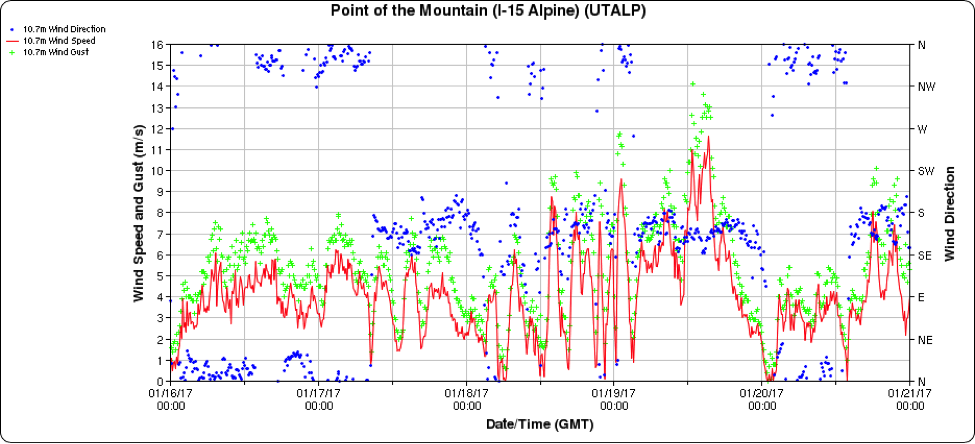 Point of the Mountain (I-15 Alpine) (UTALP)
10.7m Wind Direction
10.7m Wind Speed
10.7m Wind Gust
Wind Speed and Gust (m/s)
16
15
14
13
12
11
10
9
8
7
6
5
4
3
2
1
0
N
NW
W
SW
S
SE
E
NE
N
Wind Direction
01/16/17 01/17/17 01/18/17 01/19/17 01/20/17 01/21/17
00:00 00:00 00:00 00:00 00:00 00:00
Date/Time (GMT)